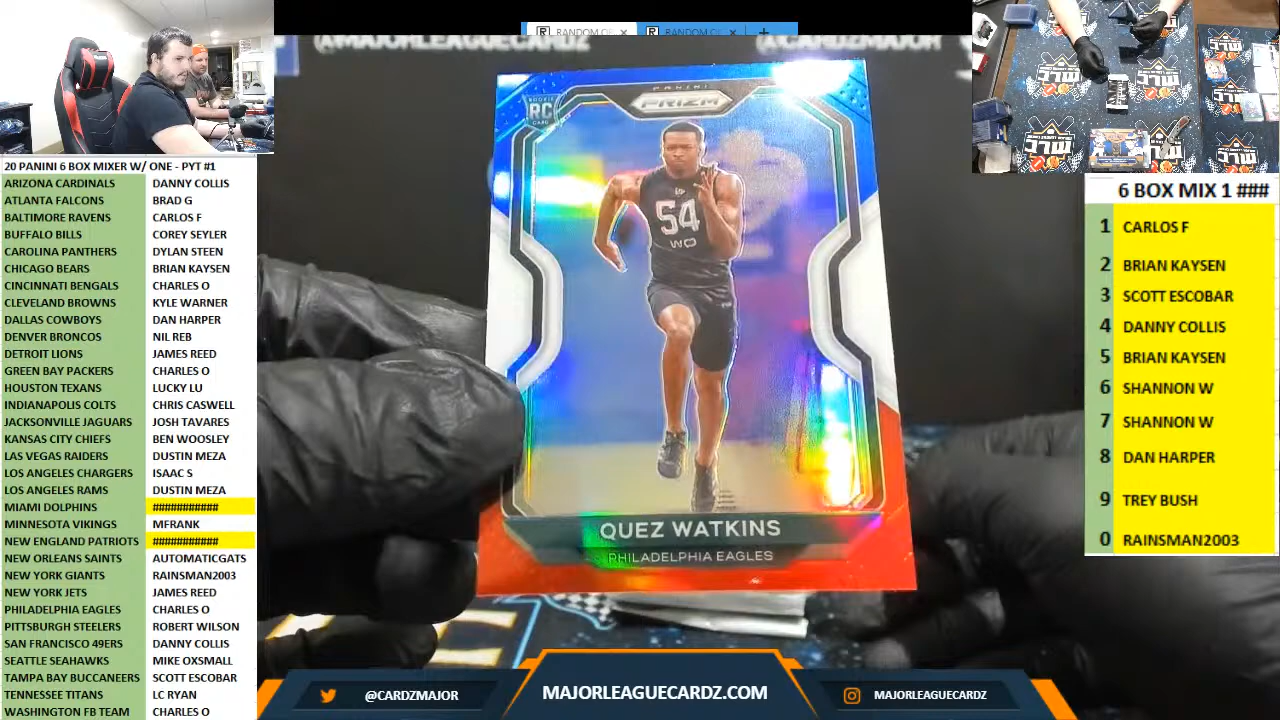 @MAJORLEAGUECARDZ
@CARDZMAJOR
RANDOM
RANDOM
20 PANINI 6 BOX MIXER W/ ONE - PYT #1
ARIZONA CARDINALS DANNY COLLIS
ATLANTA FALCONS BRAD G
BALTIMORE RAVENS CARLOS F
BUFFALO BILLS COREY SEYLER
CAROLINA PANTHERS DYLAN STEEN
CHICAGO BEARS BRIAN KAYSEN
CINCINNATI BENGALS CHARLES O
CLEVELAND BROWNS KYLE WARNER
DALLAS COWBOYS DAN HARPER
DENVER BRONCOS NIL REB
DETROIT LIONS JAMES REED
GREEN BAY PACKERS CHARLES O
HOUSTON TEXANS LUCKY LU
INDIANAPOLIS COLTS CHRIS CASWELL
JACKSONVILLE JAGUARS JOSH TAVARES
KANSAS CITY CHIEFS BEN WOOSLEY
LAS VEGAS RAIDERS DUSTIN MEZA
LOS ANGELES CHARGERS ISAAC S
LOS ANGELES RAMS DUSTIN MEZA
MIAMI DOLPHINS ###########
MINNESOTA VIKINGS MFRANK
NEW ENGLAND PATRIOTS ###########
NEW ORLEANS SAINTS AUTOMATICGATS
NEW YORK GIANTS RAINSMAN2003
NEW YORK JETS JAMES REED
PHILADELPHIA EAGLES CHARLES O
PITTSBURGH STEELERS ROBERT WILSON
SAN FRANCISCO 49ERS DANNY COLLIS
SEATTLE SEAHAWKS MIKE OXSMALL
TAMPA BAY BUCCANEERS SCOTT ESCOBAR
TENNESSEE TITANS LC RYAN
WASHINGTON FB TEAM CHARLES O
ROOKIE
RC
CARD
PANINI
PRIZM
54
WO
QUEZ WATKINS
PHILADELPHIA EAGLES
6 BOX MIX 1 ###
1 CARLOS F
2 BRIAN KAYSEN
3 SCOTT ESCOBAR
4 DANNY COLLIS
5 BRIAN KAYSEN
6 SHANNON W
7 SHANNON W
8 DAN HARPER
9 TREY BUSH
0 RAINSMAN2003
@CARDZMAJOR
MAJORLEAGUECARDZ.COM
MAJORLEAGUECARDZ